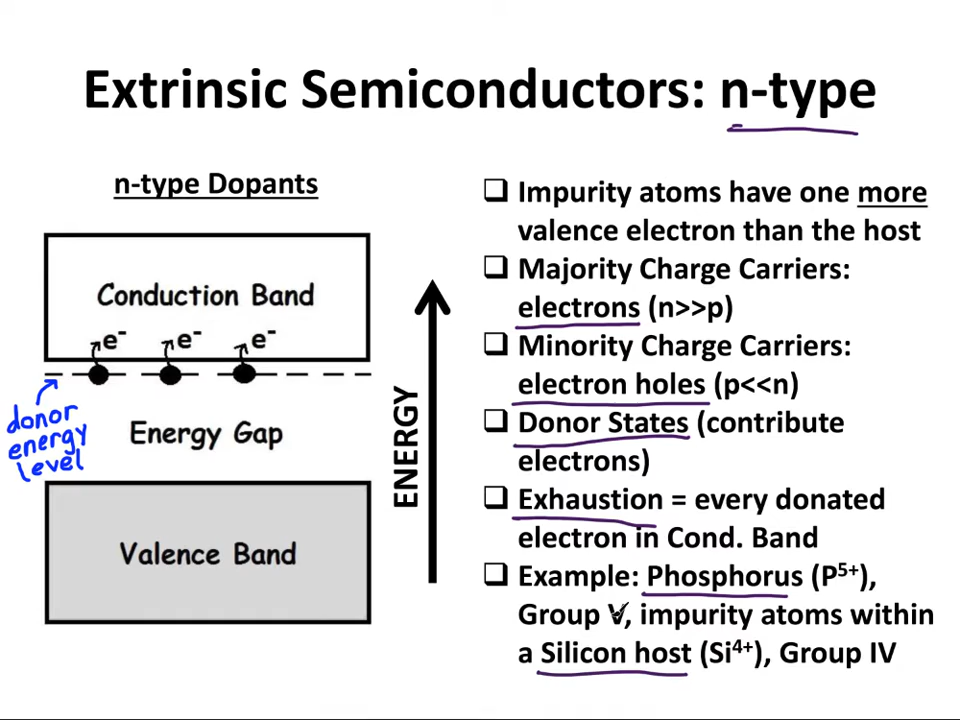 Extrinsic Semiconductors: n-type
n-type Dopants
Conduction Band
e⁻ e⁻ e⁻
donor
energy
level
Energy Gap
Valence Band
ENERGY
❑ Impurity atoms have one more
valence electron than the host
❑ Majority Charge Carriers:
electrons (n>>p)
❑ Minority Charge Carriers:
electron holes (p<<n)
❑ Donor States (contribute
electrons)
❑ Exhaustion = every donated
electron in Cond. Band
❑ Example: Phosphorus (P⁵⁺),
Group V, impurity atoms within
a Silicon host (Si⁴⁺), Group IV